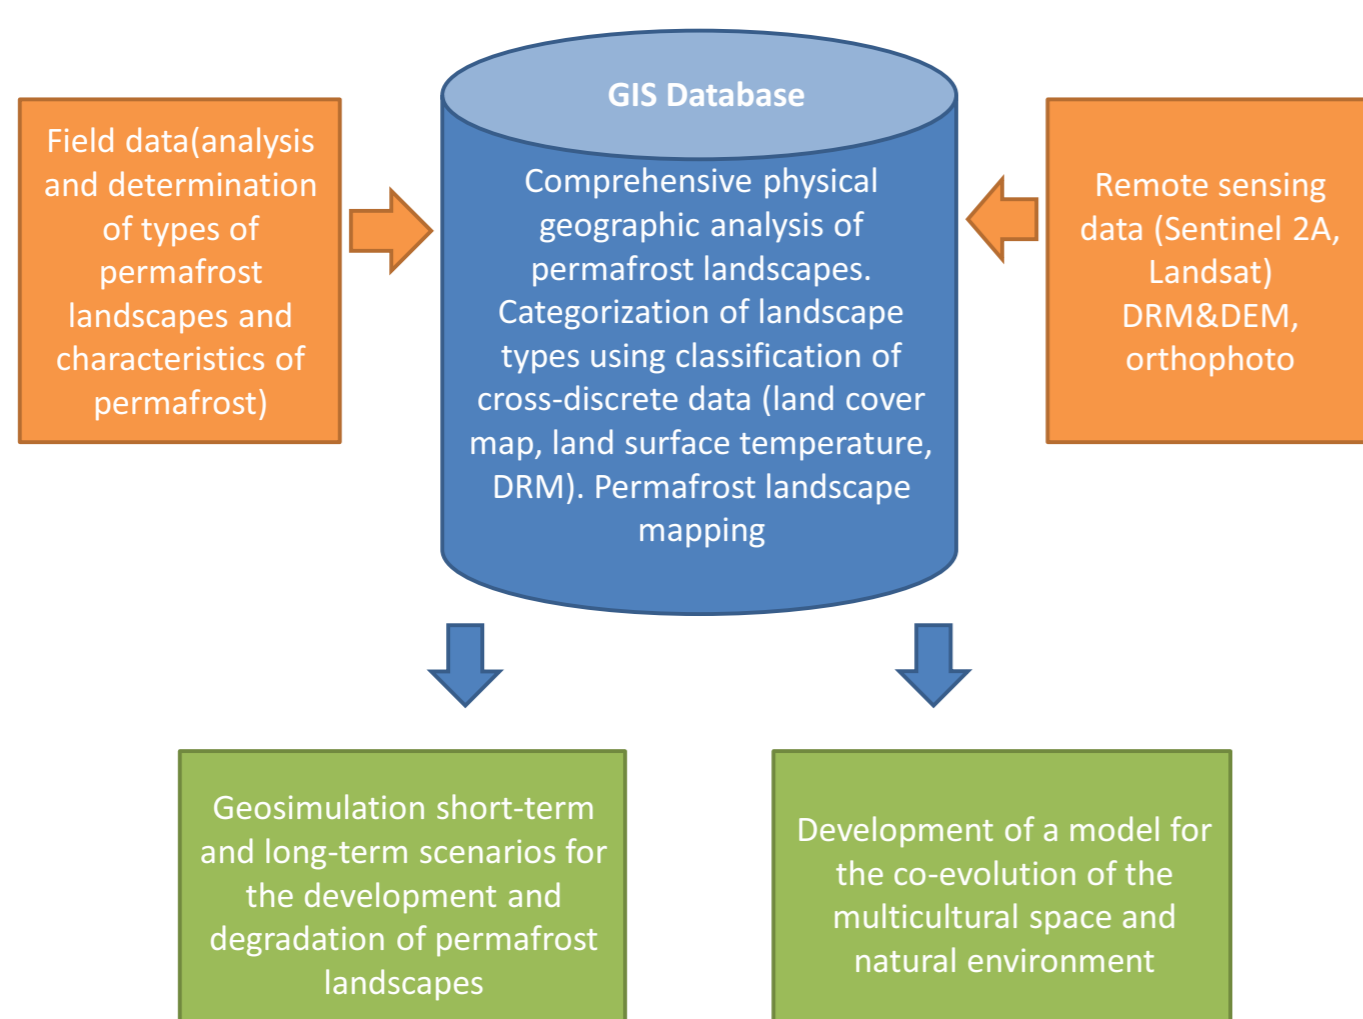 GIS Database
Field data(analysis
and determination
of types of
permafrost
landscapes and
characteristics of
permafrost)
Comprehensive physical
geographic analysis of
permafrost landscapes.
Categorization of landscape
types using classification of
cross-discrete data (land cover
map, land surface temperature,
DRM). Permafrost landscape
mapping
Remote sensing
data (Sentinel 2A,
Landsat)
DRM&DEM,
orthophoto
Geosimulation short-term
and long-term scenarios for
the development and
degradation of permafrost
landscapes
Development of a model for
the co-evolution of the
multicultural space and
natural environment